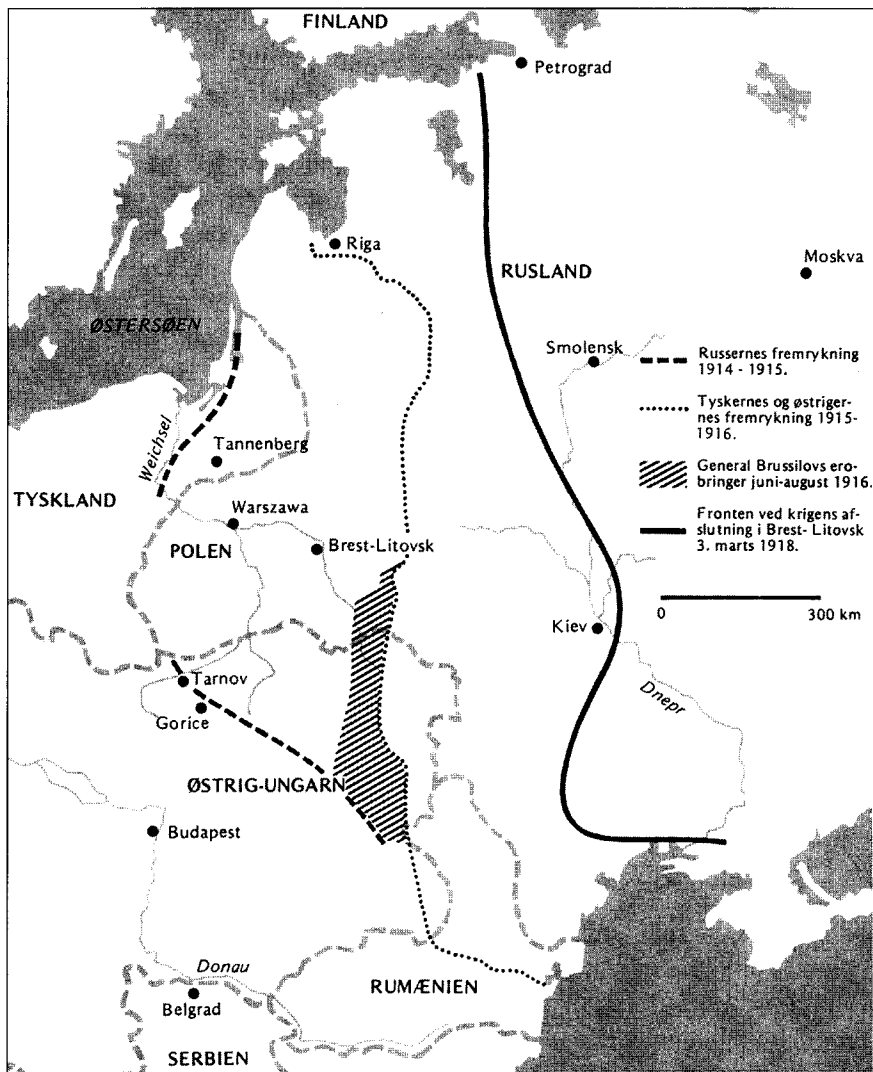 FINLAND
Petrograd
Riga
RUSLAND
Moskva
ØSTERSØEN
Smolensk
Russernes fremrykning
1914 - 1915.
Tyskernes og østriger-
nes fremrykning 1915-
1916.
General Brussilovs ero-
bringer juni-august 1916.
Fronten ved krigens af-
slutning i Brest- Litovsk
3. marts 1918.
0 300 km
Weichsel
Tannenberg
TYSKLAND
Warszawa
POLEN
Brest-Litovsk
Kiev
Dnepr
Tarnov
Gorice
ØSTRIG-UNGARN
Budapest
Donau
Belgrad
RUMÆNIEN
SERBIEN